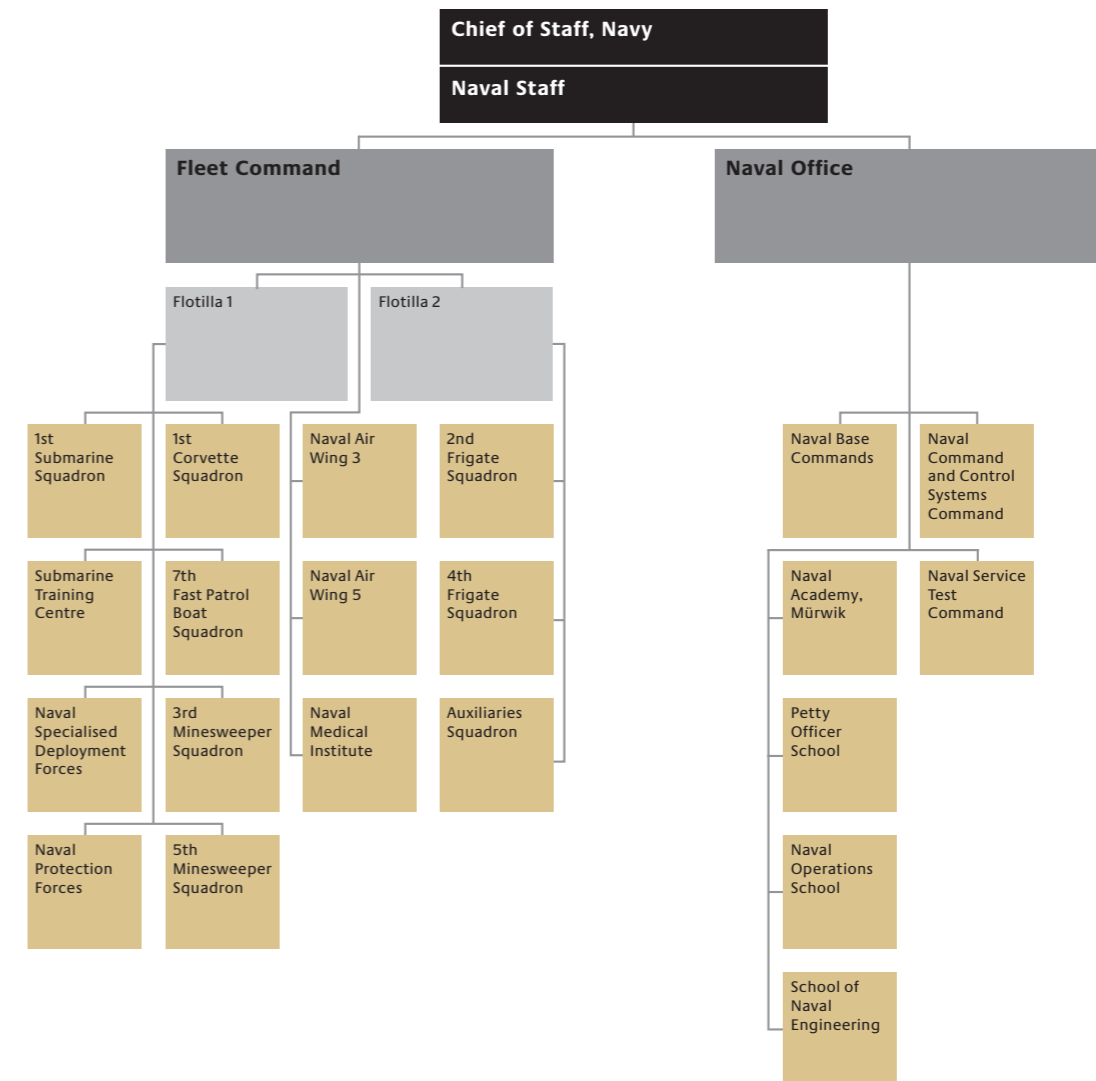 Chief of Staff, Navy
Naval Staff
Fleet Command
Naval Office
Flotilla 1
Flotilla 2
1st
Submarine
Squadron
1st
Corvette
Squadron
Naval Air
Wing 3
2nd
Frigate
Squadron
Naval Base
Commands
Naval
Command
and Control
Systems
Command
Submarine
Training
Centre
7th
Fast Patrol
Boat
Squadron
Naval Air
Wing 5
4th
Frigate
Squadron
Naval
Academy,
Mürwik
Naval Service
Test
Command
Naval
Specialised
Deployment
Forces
3rd
Minesweeper
Squadron
Naval
Medical
Institute
Auxiliaries
Squadron
Petty
Officer
School
Naval
Protection
Forces
5th
Minesweeper
Squadron
Naval
Operations
School
School of
Naval
Engineering